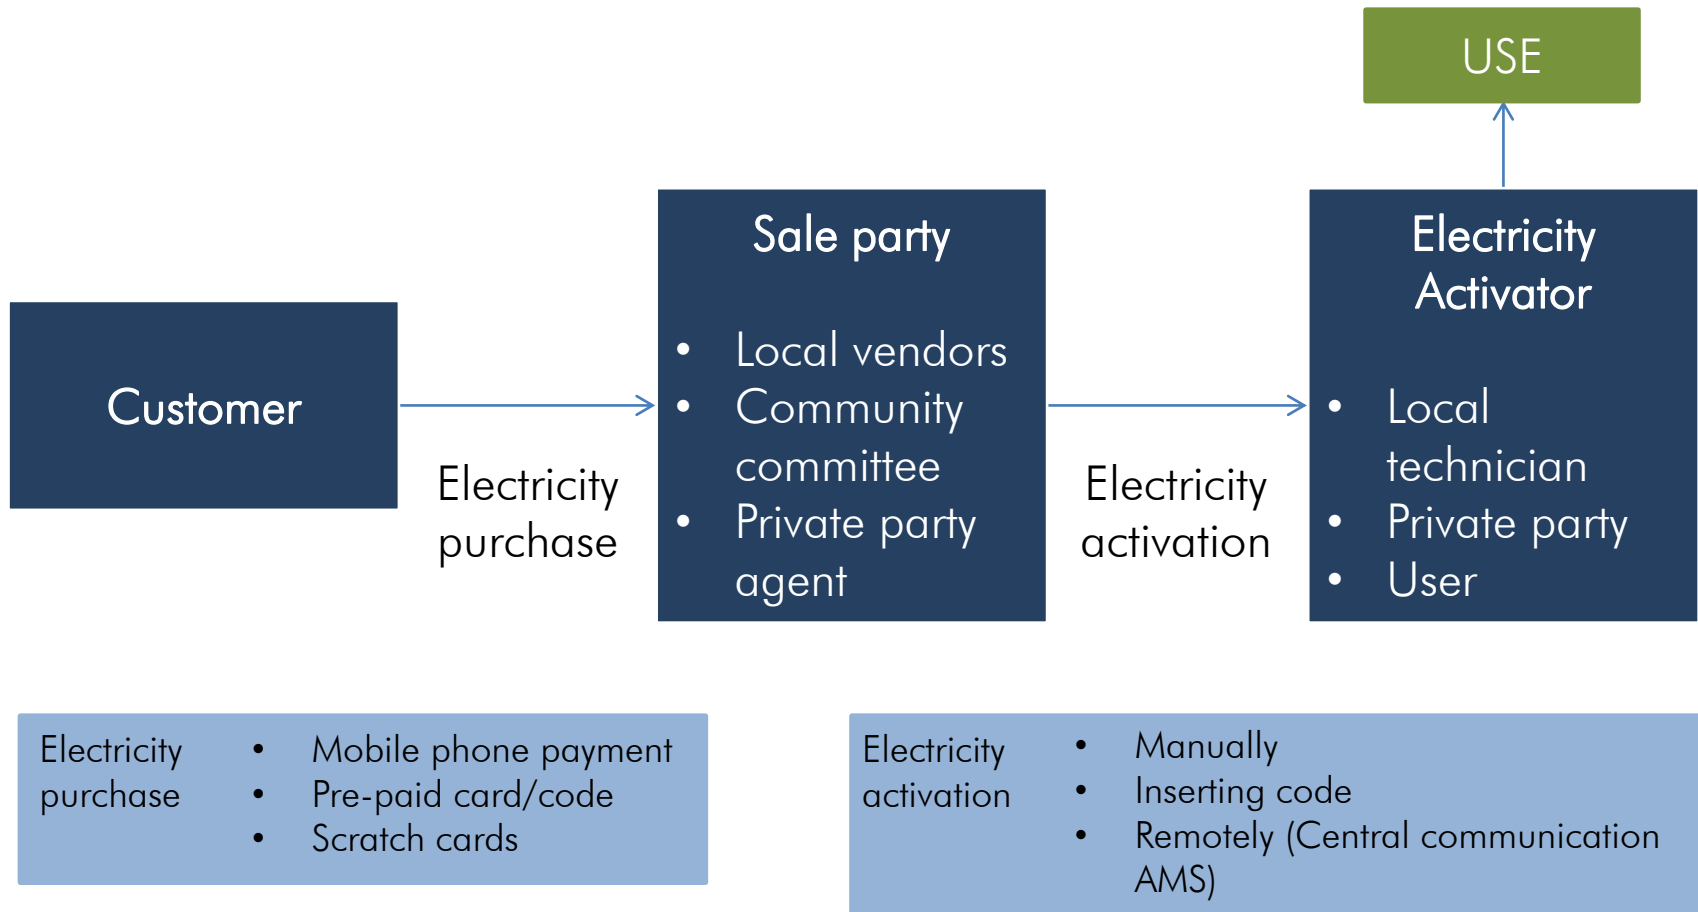 USE
Customer
Electricity
purchase
Sale party
• Local vendors
• Community
committee
• Private party
agent
Electricity
activation
Electricity
Activator
• Local
technician
• Private party
• User
Electricity
purchase
• Mobile phone payment
• Pre-paid card/code
• Scratch cards
Electricity
activation
• Manually
• Inserting code
• Remotely (Central communication
AMS)